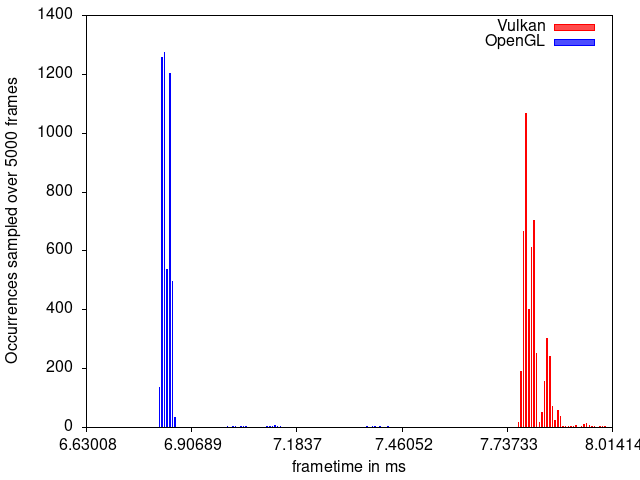 Vulkan
OpenGL
1400
1200
1000
800
600
400
200
0
Occurrences sampled over 5000 frames
6.63008 6.90689 7.1837 7.46052 7.73733 8.01414
frametime in ms